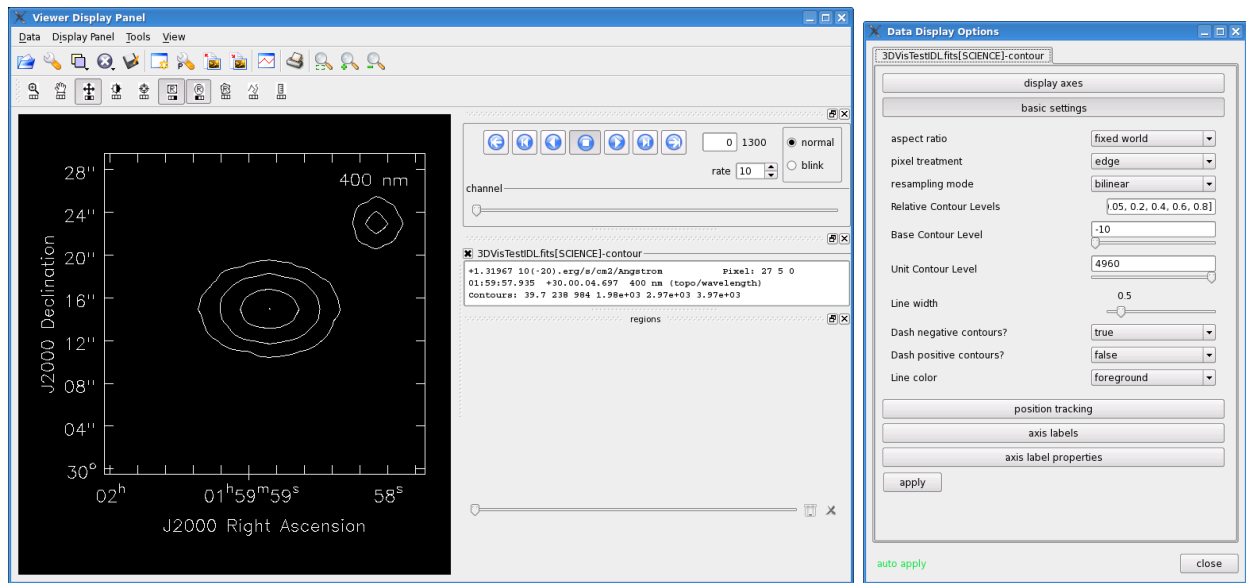 Viewer Display Panel
Data Display Panel Tools View
0 1300
normal
blink
rate 10
channel
3DVisTestIDL.fits[SCIENCE]-contour
+1.31967 10(-20).erg/s/cm2/Angstrom Pixel: 27 5 0
01:59:57.935 +30.00.04.697 400 nm (topo/wavelength)
Contours: 39.7 238 984 1.98e+03 2.97e+03 3.97e+03
regions
400 nm
28''
24''
20''
16''
12''
08''
04''
30°
J2000 Declination
02h 01h59m59s 58s
J2000 Right Ascension
Data Display Options
3DVisTestIDL.fits[SCIENCE]-contour
display axes
basic settings
aspect ratio fixed world
pixel treatment edge
resampling mode bilinear
Relative Contour Levels .05, 0.2, 0.4, 0.6, 0.8]
Base Contour Level -10
Unit Contour Level 4960
Line width 0.5
Dash negative contours? true
Dash positive contours? false
Line color foreground
position tracking
axis labels
axis label properties
apply
auto apply close